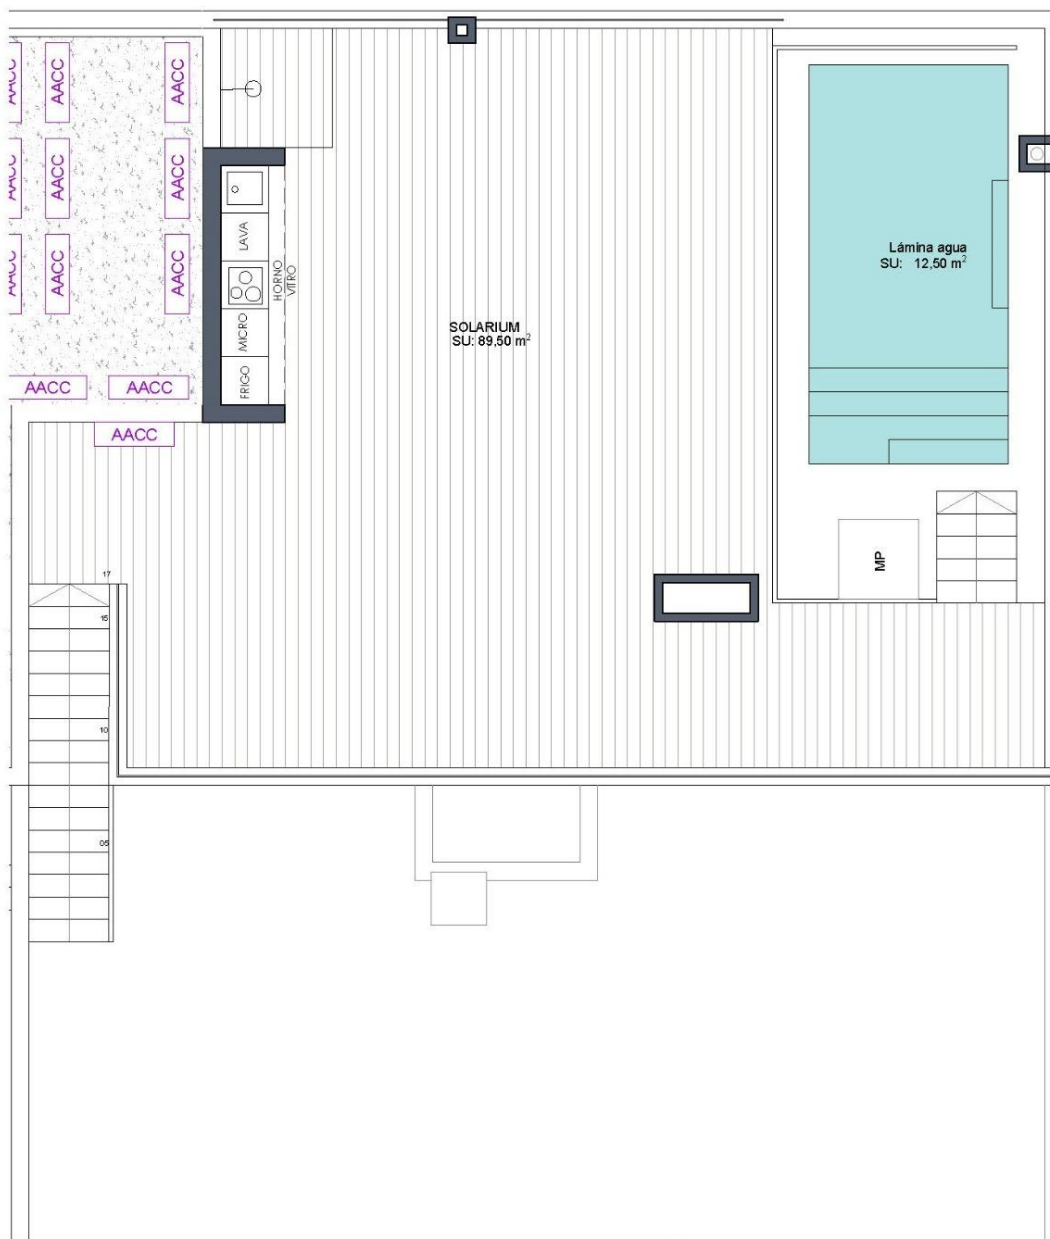 AACC
AACC
AACC
AACC
AACC
AACC
AACC
AACC
AACC
AACC
AACC
AACC
LAVA
HORNO
VITRO
MICRO
FRIGO
SOLARIUM
SU: 89,50 m²
Lámina agua
SU: 12,50 m²
MP
17
15
10
05